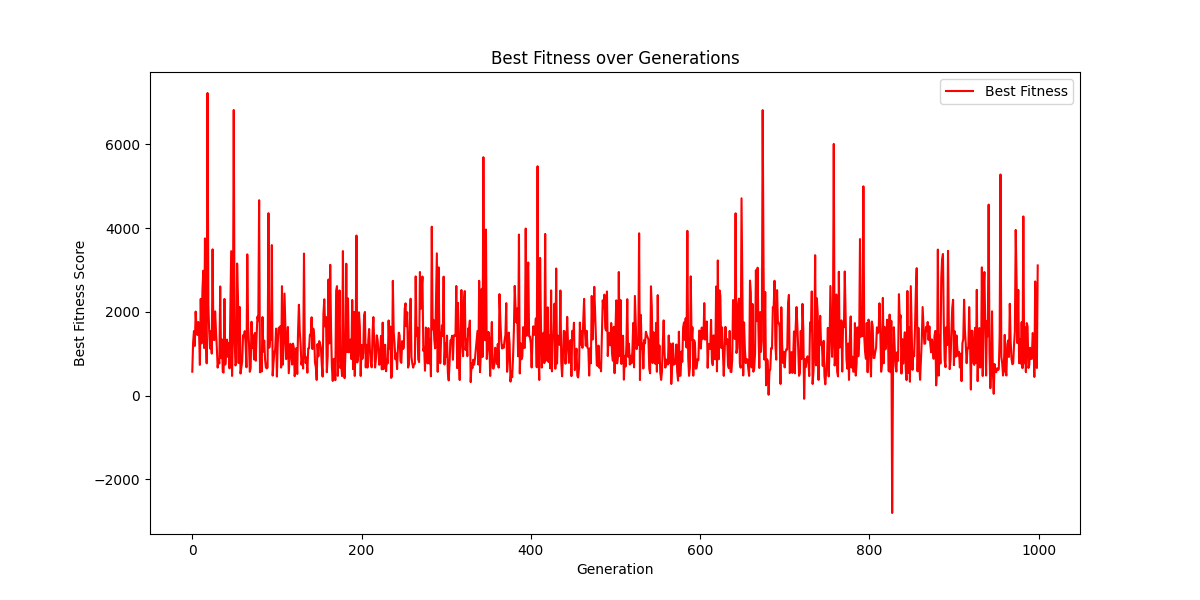 Best Fitness over Generations
Best Fitness
Best Fitness Score
6000
4000
2000
0
−2000
0 200 400 600 800 1000
Generation